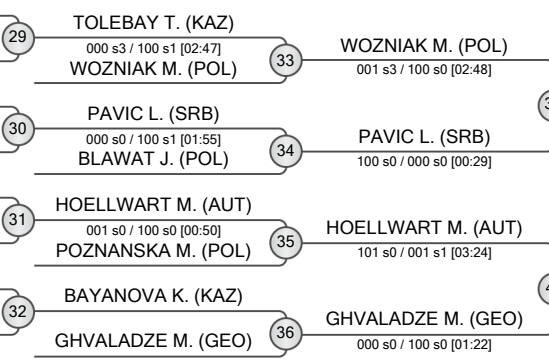 29
TOLEBAY T. (KAZ)
000 s3 / 100 s1 [02:47]
WOZNIAK M. (POL)
33
WOZNIAK M. (POL)
001 s3 / 100 s0 [02:48]
30
PAVIC L. (SRB)
000 s0 / 100 s1 [01:55]
BLAWAT J. (POL)
34
PAVIC L. (SRB)
100 s0 / 000 s0 [00:29]
31
HOELLWART M. (AUT)
001 s0 / 100 s0 [00:50]
POZNANSKA M. (POL)
35
HOELLWART M. (AUT)
101 s0 / 001 s1 [03:24]
32
BAYANOVA K. (KAZ)
GHVALADZE M. (GEO)
36
GHVALADZE M. (GEO)
000 s0 / 100 s0 [01:22]